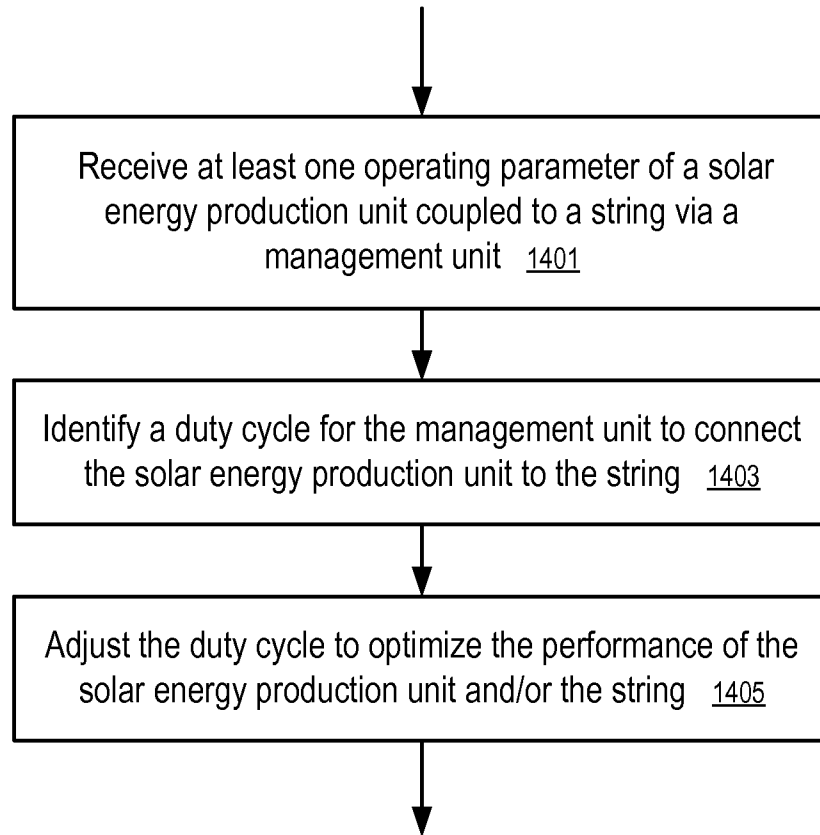 Receive at least one operating parameter of a solar
energy production unit coupled to a string via a
management unit 1401
Identify a duty cycle for the management unit to connect
the solar energy production unit to the string 1403
Adjust the duty cycle to optimize the performance of the
solar energy production unit and/or the string 1405